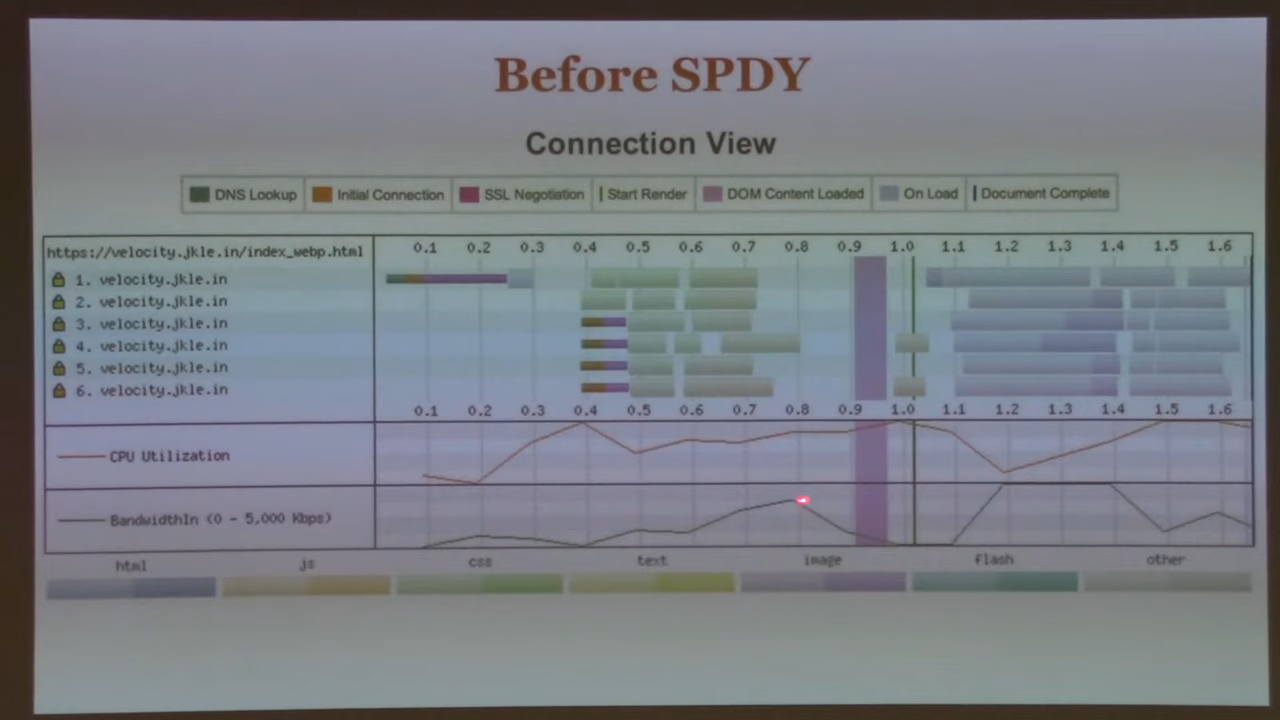 Before SPDY
Connection View
DNS Lookup Initial Connection SSL Negotiation Start Render DOM Content Loaded On Load Document Complete
https://velocity.jkle.in/index_webp.html 0.1 0.2 0.3 0.4 0.5 0.6 0.7 0.8 0.9 1.0 1.1 1.2 1.3 1.4 1.5 1.6
1. velocity.jkle.in
2. velocity.jkle.in
3. velocity.jkle.in
4. velocity.jkle.in
5. velocity.jkle.in
6. velocity.jkle.in
0.1 0.2 0.3 0.4 0.5 0.6 0.7 0.8 0.9 1.0 1.1 1.2 1.3 1.4 1.5 1.6
CPU Utilization
BandwidthIn (0 - 5,000 Kbps)
html js css text image flash other